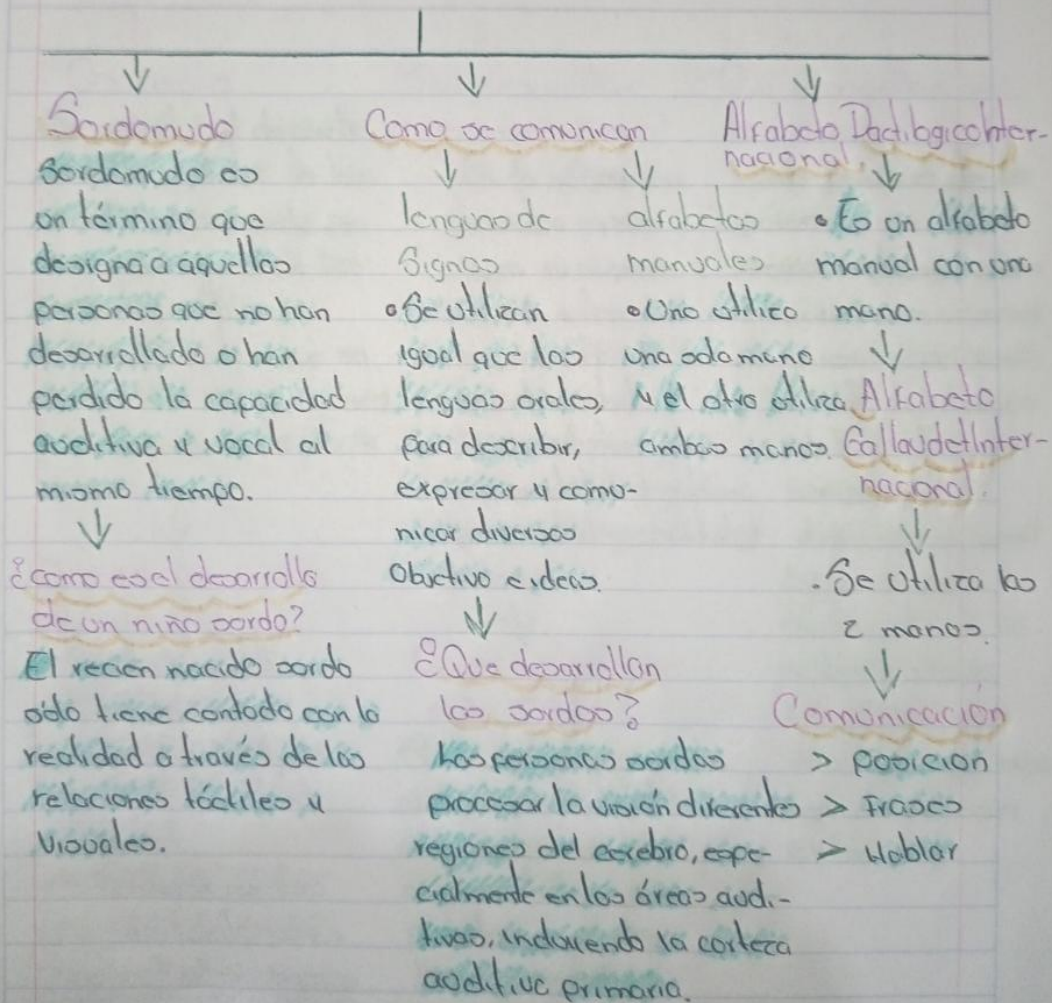 Sordomudo
Sordomudo es
un término que
designa a aquellas
personas que no han
desarrollado o han
perdido la capacidad
auditiva y vocal al
mismo tiempo.
¿como es el desarrollo
de un niño sordo?
El recien nacido sordo
sólo tiene contado con la
realidad a través de las
relaciones táctiles y
visuales.
Como se comunican
lenguas de
Signos
• Se utilizan
igual que las
lenguas orales,
para describir,
expresar y comu-
nicar diversos
Objetivo e ideas.
¿Que desarrollan
los sordos?
Las personas sordas
procesar la visión diferentes
regiones del cerebro, espe-
cialmente en las áreas audi-
tivas, incluyendo la corteza
auditiva primaria.
alfabetos
manuales
• Uno utilica
una sola mano
y el otro utiliza
ambas manos.
Alfabeto Dactilogico Inter-
nacional.
• Es un alfabeto
manual con una
mano.
Alfabeto
Gallaudet Inter-
nacional.
. Se utiliza las
2 manos.
Comunicación
> posicion
> Frases
> Hablar